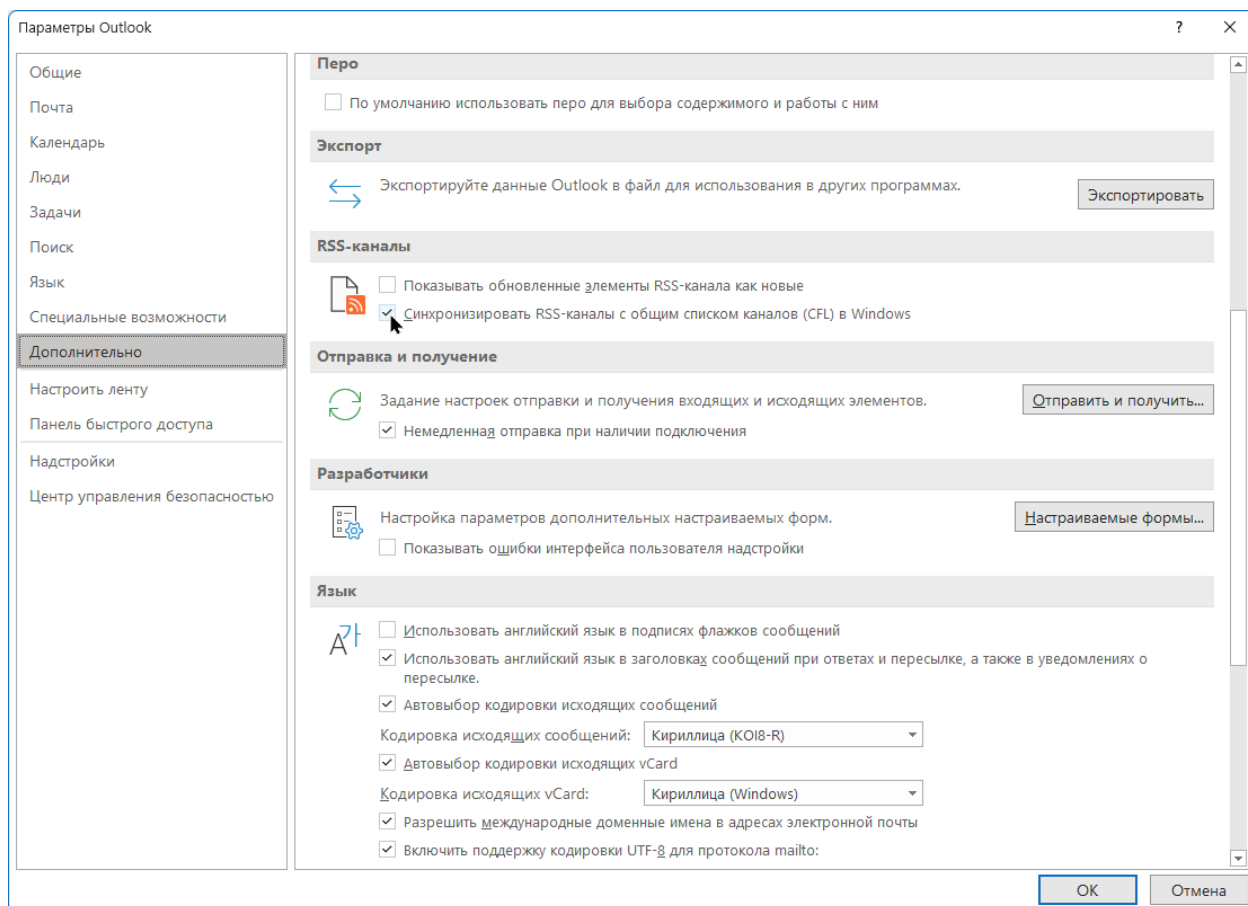 Параметры Outlook
?
Общие
Почта
Календарь
Люди
Задачи
Поиск
Язык
Специальные возможности
Дополнительно
Настроить ленту
Панель быстрого доступа
Надстройки
Центр управления безопасностью
Перо
По умолчанию использовать перо для выбора содержимого и работы с ним
Экспорт
Экспортируйте данные Outlook в файл для использования в других программах.
Экспортировать
RSS-каналы
Показывать обновленные элементы RSS-канала как новые
Синхронизировать RSS-каналы с общим списком каналов (CFL) в Windows
Отправка и получение
Задание настроек отправки и получения входящих и исходящих элементов.
Отправить и получить...
Немедленная отправка при наличии подключения
Разработчики
Настройка параметров дополнительных настраиваемых форм.
Настраиваемые формы...
Показывать ошибки интерфейса пользователя надстройки
Язык
Использовать английский язык в подписях флажков сообщений
Использовать английский язык в заголовках сообщений при ответах и пересылке, а также в уведомлениях о
пересылке.
Автовыбор кодировки исходящих сообщений
Кодировка исходящих сообщений: Кириллица (KOI8-R)
Автовыбор кодировки исходящих vCard
Кодировка исходящих vCard: Кириллица (Windows)
Разрешить международные доменные имена в адресах электронной почты
Включить поддержку кодировки UTF-8 для протокола mailto:
ОК
Отмена